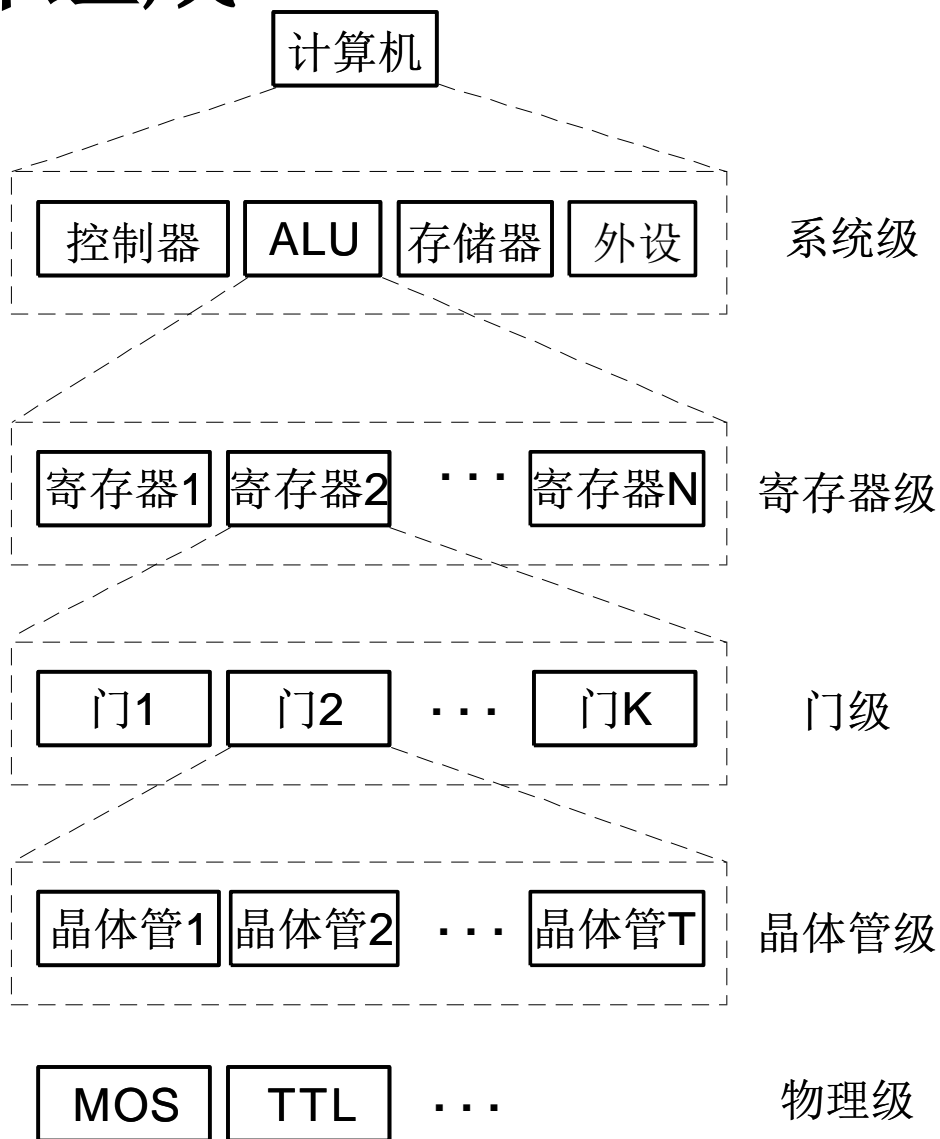 计算机
控制器 ALU 存储器 外设 系统级
寄存器1 寄存器2 ··· 寄存器N 寄存器级
门1 门2 ··· 门K 门级
晶体管1 晶体管2 ··· 晶体管T 晶体管级
MOS TTL ··· 物理级